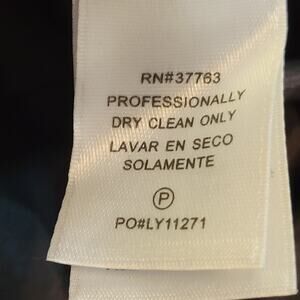 RN#37763
PROFESSIONALLY
DRY CLEAN ONLY
LAVAR EN SECO
SOLAMENTE
P
PO#LY11271